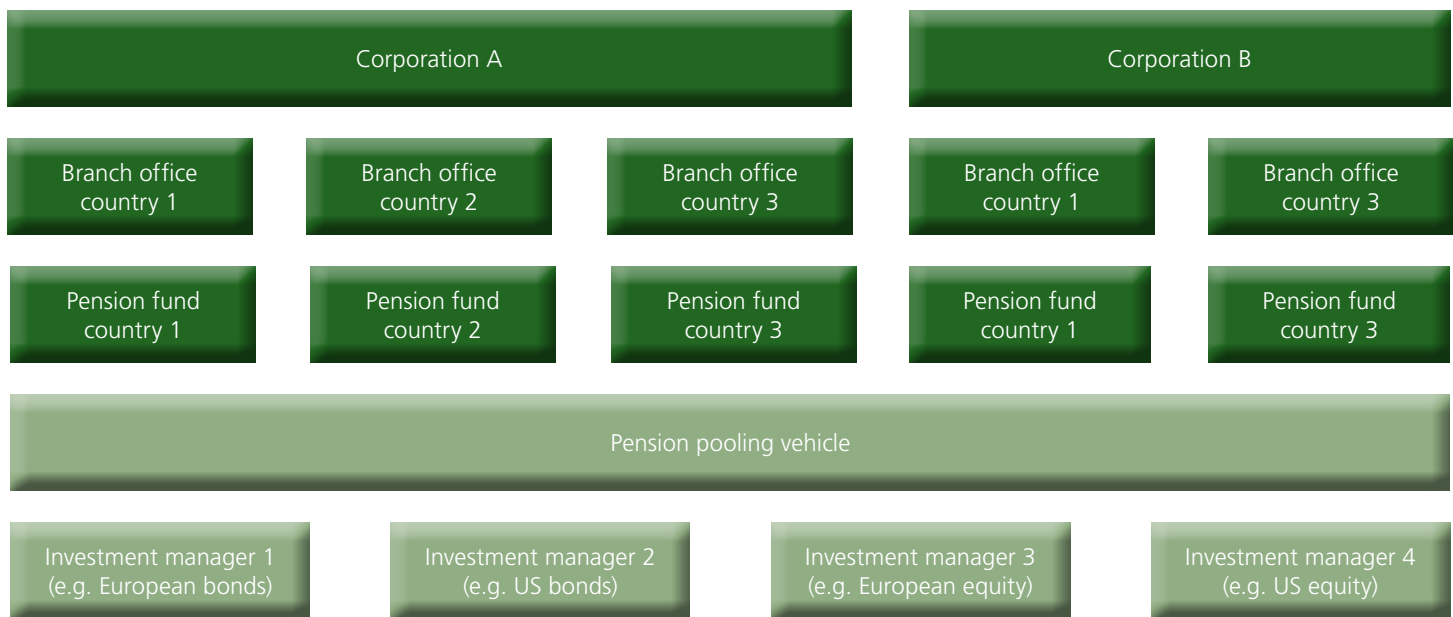 Corporation A
Corporation B
Branch office
country 1
Branch office
country 2
Branch office
country 3
Branch office
country 1
Branch office
country 3
Pension fund
country 1
Pension fund
country 2
Pension fund
country 3
Pension fund
country 1
Pension fund
country 3
Pension pooling vehicle
Investment manager 1
(e.g. European bonds)
Investment manager 2
(e.g. US bonds)
Investment manager 3
(e.g. European equity)
Investment manager 4
(e.g. US equity)